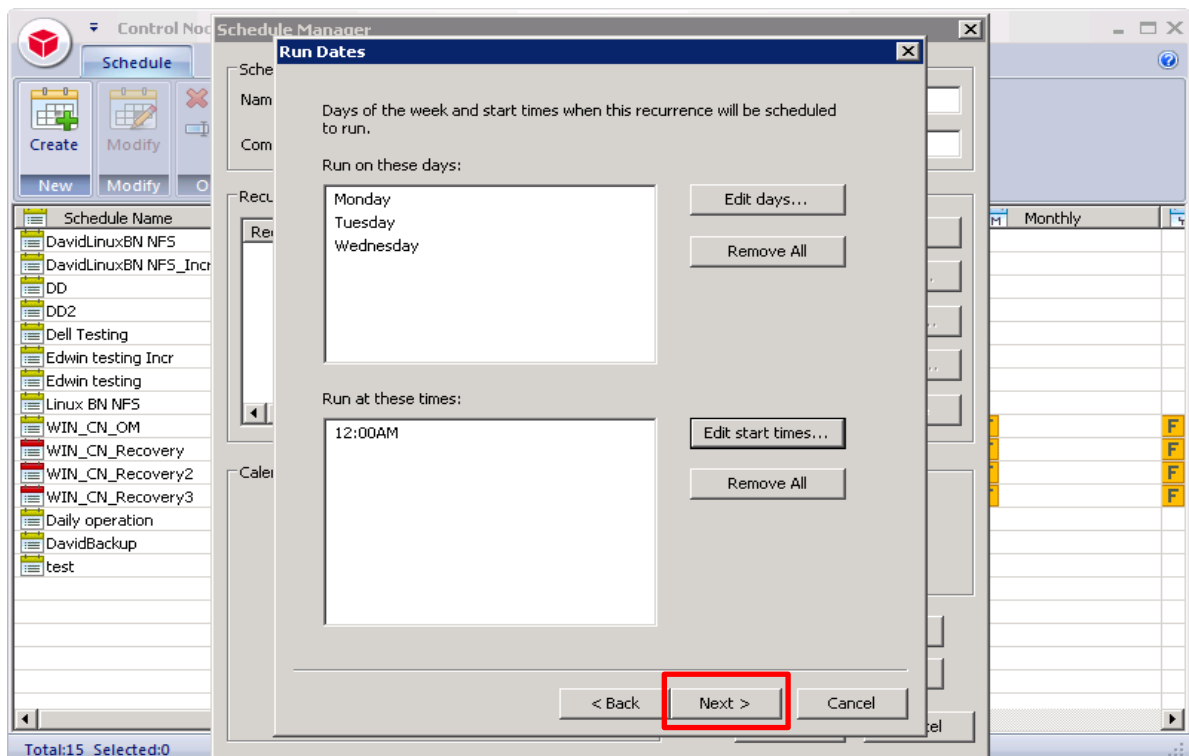 Control Noc
Schedule Manager
Schedule
Run Dates
Sche
Nam
Com
Create
Modify
New
Modify
O
Recu
Re
Days of the week and start times when this recurrence will be scheduled
to run.
Run on these days:
Monday
Tuesday
Wednesday
Edit days...
Remove All
Run at these times:
12:00AM
Edit start times...
Remove All
Calei
< Back
Next >
Cancel
cel
Schedule Name
DavidLinuxBN NFS
DavidLinuxBN NFS_Incr
DD
DD2
Dell Testing
Edwin testing Incr
Edwin testing
Linux BN NFS
WIN_CN_OM
WIN_CN_Recovery
WIN_CN_Recovery2
WIN_CN_Recovery3
Daily operation
DavidBackup
test
M Monthly
F
F
F
F
Total:15 Selected:0